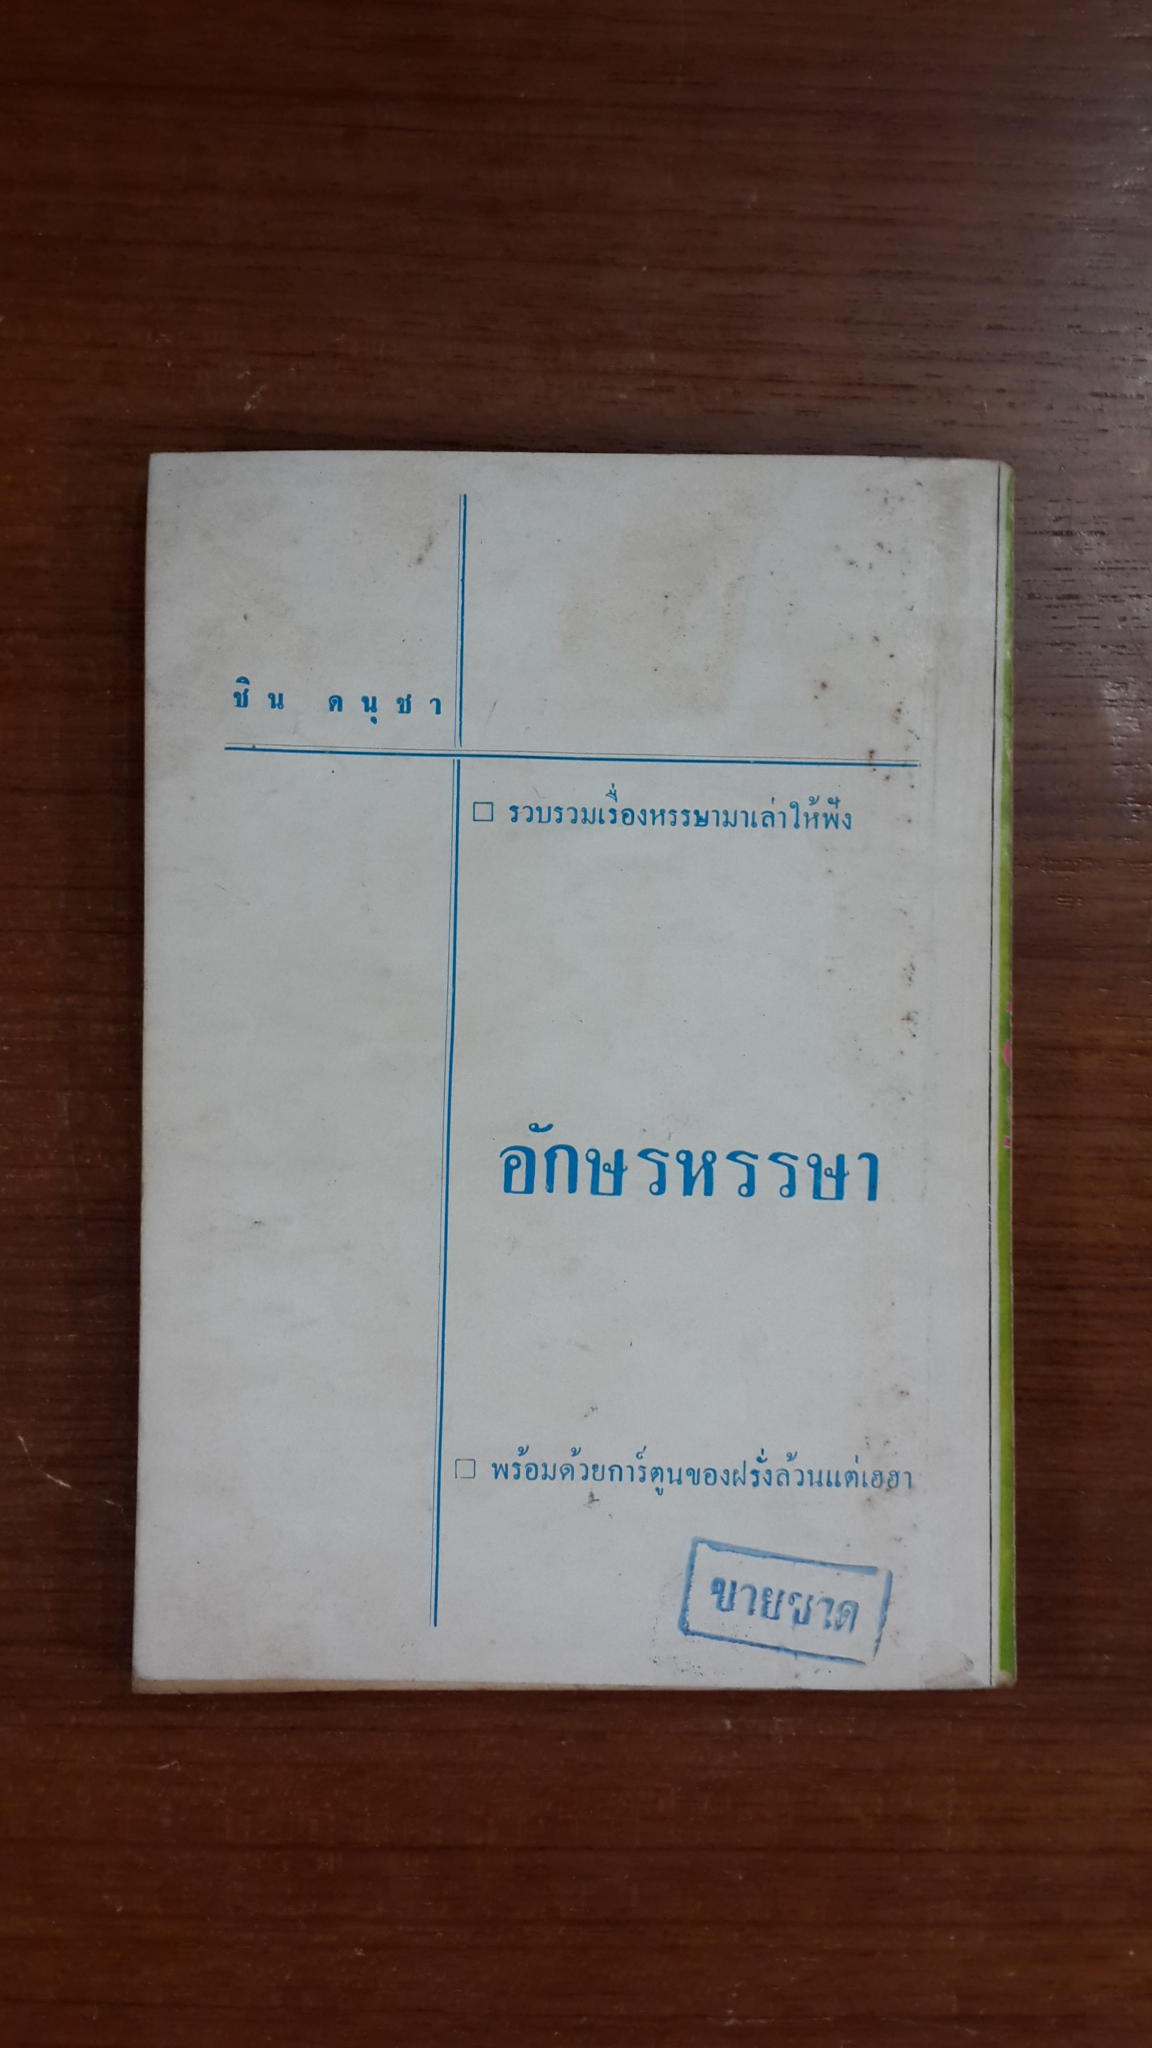 ชิน ดนุชา
รวบรวมเรื่องหรรษามาเล่าให้ฟัง
อักษรหรรษา
พร้อมด้วยการ์ตูนของฝรั่งล้วนแต่เฮฮา
ขายขาด